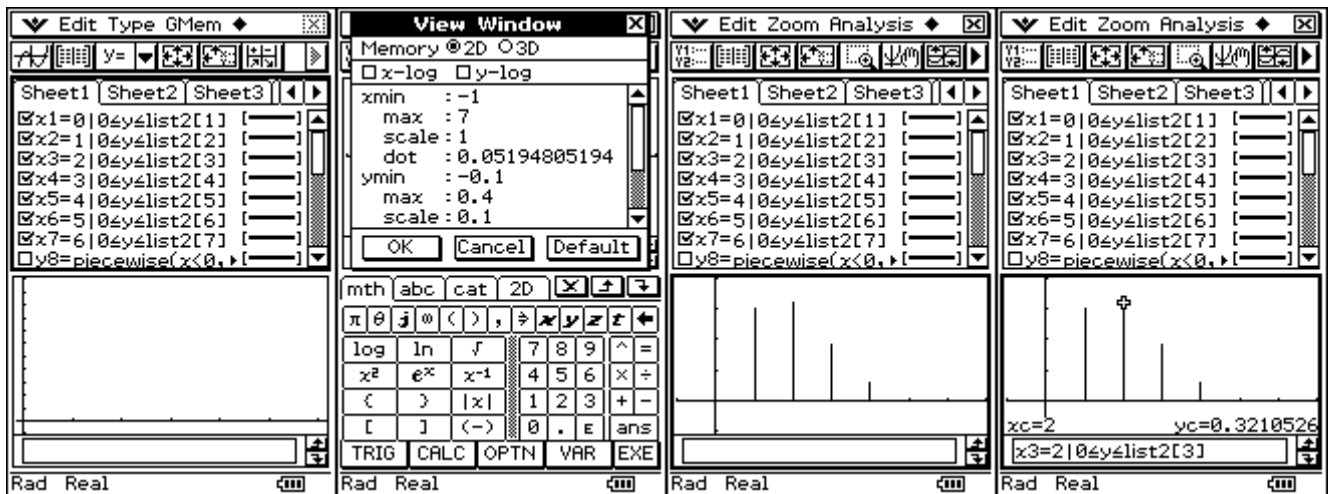 Edit Type GMem ◆
y=
Sheet1 Sheet2 Sheet3
x1=0|0≤y≤list2[1] [——]
x2=1|0≤y≤list2[2] [——]
x3=2|0≤y≤list2[3] [——]
x4=3|0≤y≤list2[4] [——]
x5=4|0≤y≤list2[5] [——]
x6=5|0≤y≤list2[6] [——]
x7=6|0≤y≤list2[7] [——]
y8=piecewise(x<0, [——]
Rad Real
View Window
Memory 2D 3D
x-log y-log
xmin :-1
max :7
scale:1
dot :0.05194805194
ymin :-0.1
max :0.4
scale:0.1
OK Cancel Default
mth abc cat 2D
π θ j ∞ ( ) , ⇒ x y z t
log ln √ 7 8 9 ^ =
x² eˣ x⁻¹ 4 5 6 × ÷
( ) |x| 1 2 3 + -
[ ] (-) 0 . E ans
TRIG CALC OPTN VAR EXE
Rad Real
Edit Zoom Analysis ◆
Y1:...
Y2:...
Sheet1 Sheet2 Sheet3
x1=0|0≤y≤list2[1] [——]
x2=1|0≤y≤list2[2] [——]
x3=2|0≤y≤list2[3] [——]
x4=3|0≤y≤list2[4] [——]
x5=4|0≤y≤list2[5] [——]
x6=5|0≤y≤list2[6] [——]
x7=6|0≤y≤list2[7] [——]
y8=piecewise(x<0, [——]
Rad Real
Edit Zoom Analysis ◆
Y1:...
Y2:...
Sheet1 Sheet2 Sheet3
x1=0|0≤y≤list2[1] [——]
x2=1|0≤y≤list2[2] [——]
x3=2|0≤y≤list2[3] [——]
x4=3|0≤y≤list2[4] [——]
x5=4|0≤y≤list2[5] [——]
x6=5|0≤y≤list2[6] [——]
x7=6|0≤y≤list2[7] [——]
y8=piecewise(x<0, [——]
xc=2 yc=0.3210526
x3=2|0≤y≤list2[3]
Rad Real